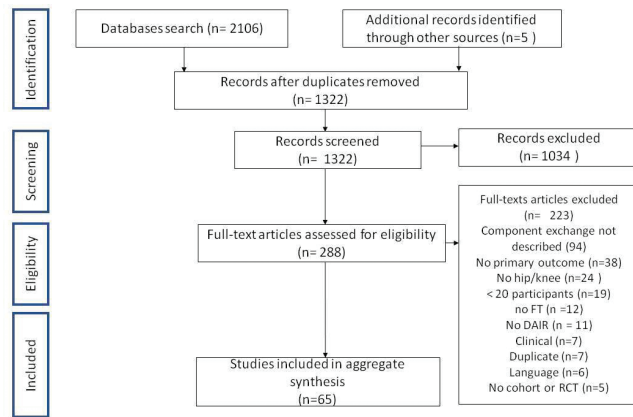 Identification
Databases search (n= 2106)
Additional records identified
through other sources (n=5 )
Records after duplicates removed
(n= 1322)
Screening
Records screened
(n= 1322)
Records excluded
(n= 1034 )
Eligibility
Full-text articles assessed for eligibility
(n= 288)
Full-texts articles excluded
(n= 223)
Component exchange not
described (94)
No primary outcome (n=38)
No hip/knee (n=24 )
< 20 participants (n=19)
no FT (n =12)
No DAIR (n = 11)
Clinical (n=7)
Duplicate (n=7)
Language (n=6)
No cohort or RCT (n=5)
Included
Studies included in aggregate
synthesis
(n=65)